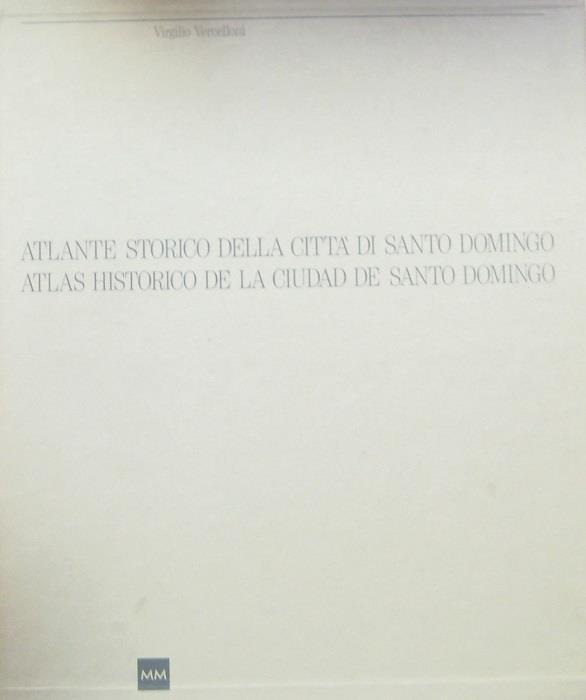 Virgilio Vercelloni
ATLANTE STORICO DELLA CITTA' DI SANTO DOMINGO
ATLAS HISTORICO DE LA CIUDAD DE SANTO DOMINGO
MM